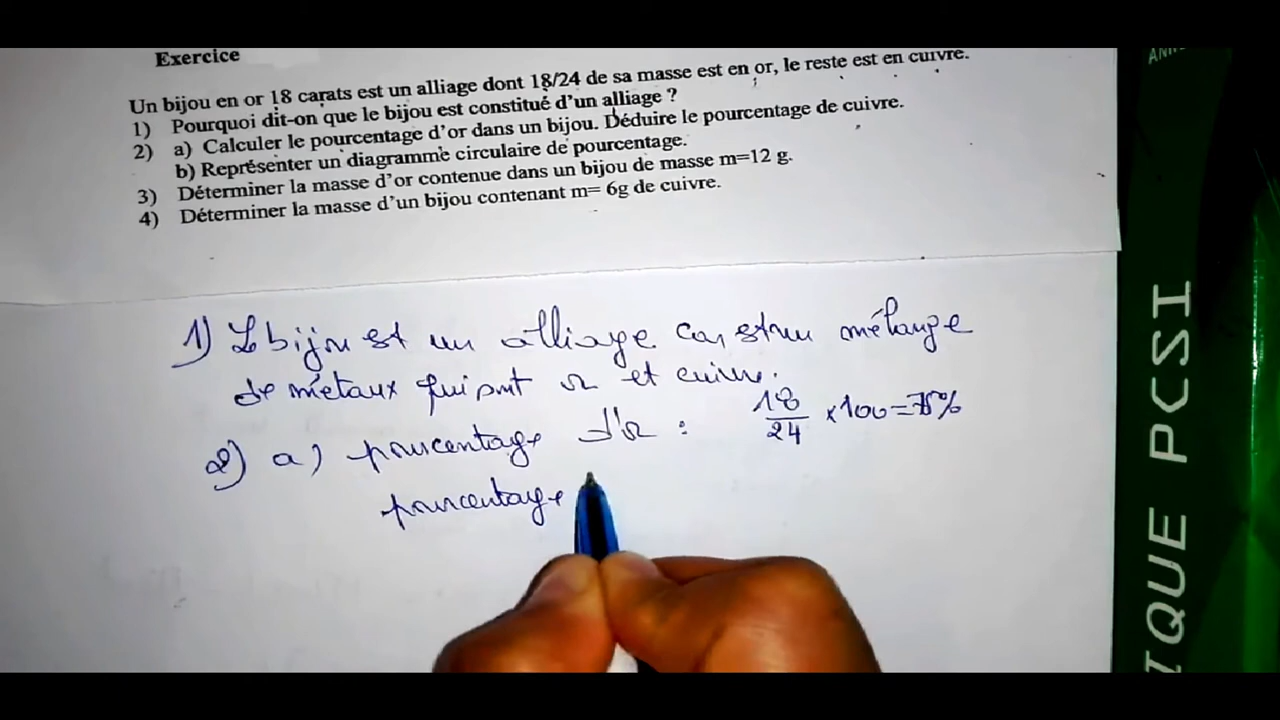 Exercice
Un bijou en or 18 carats est un alliage dont 18/24 de sa masse est en or, le reste est en cuivre.
1) Pourquoi dit-on que le bijou est constitué d'un alliage ?
2) a) Calculer le pourcentage d'or dans un bijou. Déduire le pourcentage de cuivre.
b) Représenter un diagramme circulaire de pourcentage.
3) Déterminer la masse d'or contenue dans un bijou de masse m=12 g.
4) Déterminer la masse d'un bijou contenant m= 6g de cuivre.
1) Le bijou est un alliage car est un mélange
de métaux qui sont or et cuivre.
2) a) pourcentage d'or : 18/24 x 100 = 75%
pourcentage
IQUE PCSI